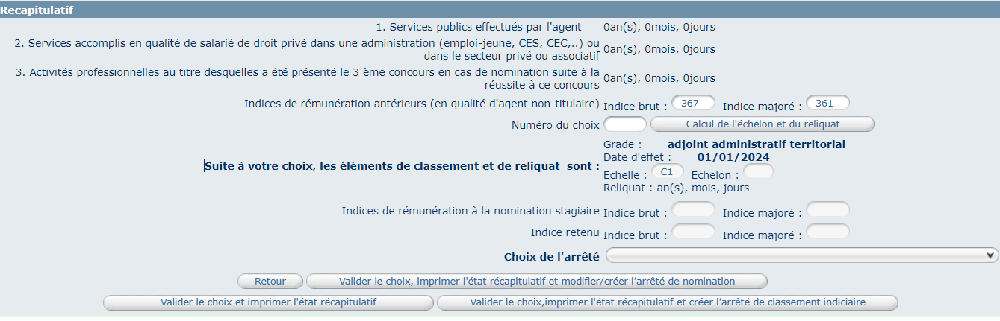 Recapitulatif
1. Services publics effectués par l'agent 0an(s), 0mois, 0jours
2. Services accomplis en qualité de salarié de droit privé dans une administration (emploi-jeune, CES, CEC,..) ou
dans le secteur privé ou associatif 0an(s), 0mois, 0jours
3. Activités professionnelles au titre desquelles a été présenté le 3 ème concours en cas de nomination suite à la
réussite à ce concours 0an(s), 0mois, 0jours
Indices de rémunération antérieurs (en qualité d'agent non-titulaire) Indice brut : 367 Indice majoré : 361
Numéro du choix Calcul de l'échelon et du reliquat
Grade : adjoint administratif territorial
Date d'effet : 01/01/2024
Suite à votre choix, les éléments de classement et de reliquat sont :
Echelle : C1 Echelon :
Reliquat : an(s), mois, jours
Indices de rémunération à la nomination stagiaire Indice brut : Indice majoré :
Indice retenu Indice brut : Indice majoré :
Choix de l'arrêté
Retour Valider le choix, imprimer l'état récapitulatif et modifier/créer l'arrêté de nomination
Valider le choix et imprimer l'état récapitulatif Valider le choix,imprimer l'état récapitulatif et créer l'arrêté de classement indiciaire